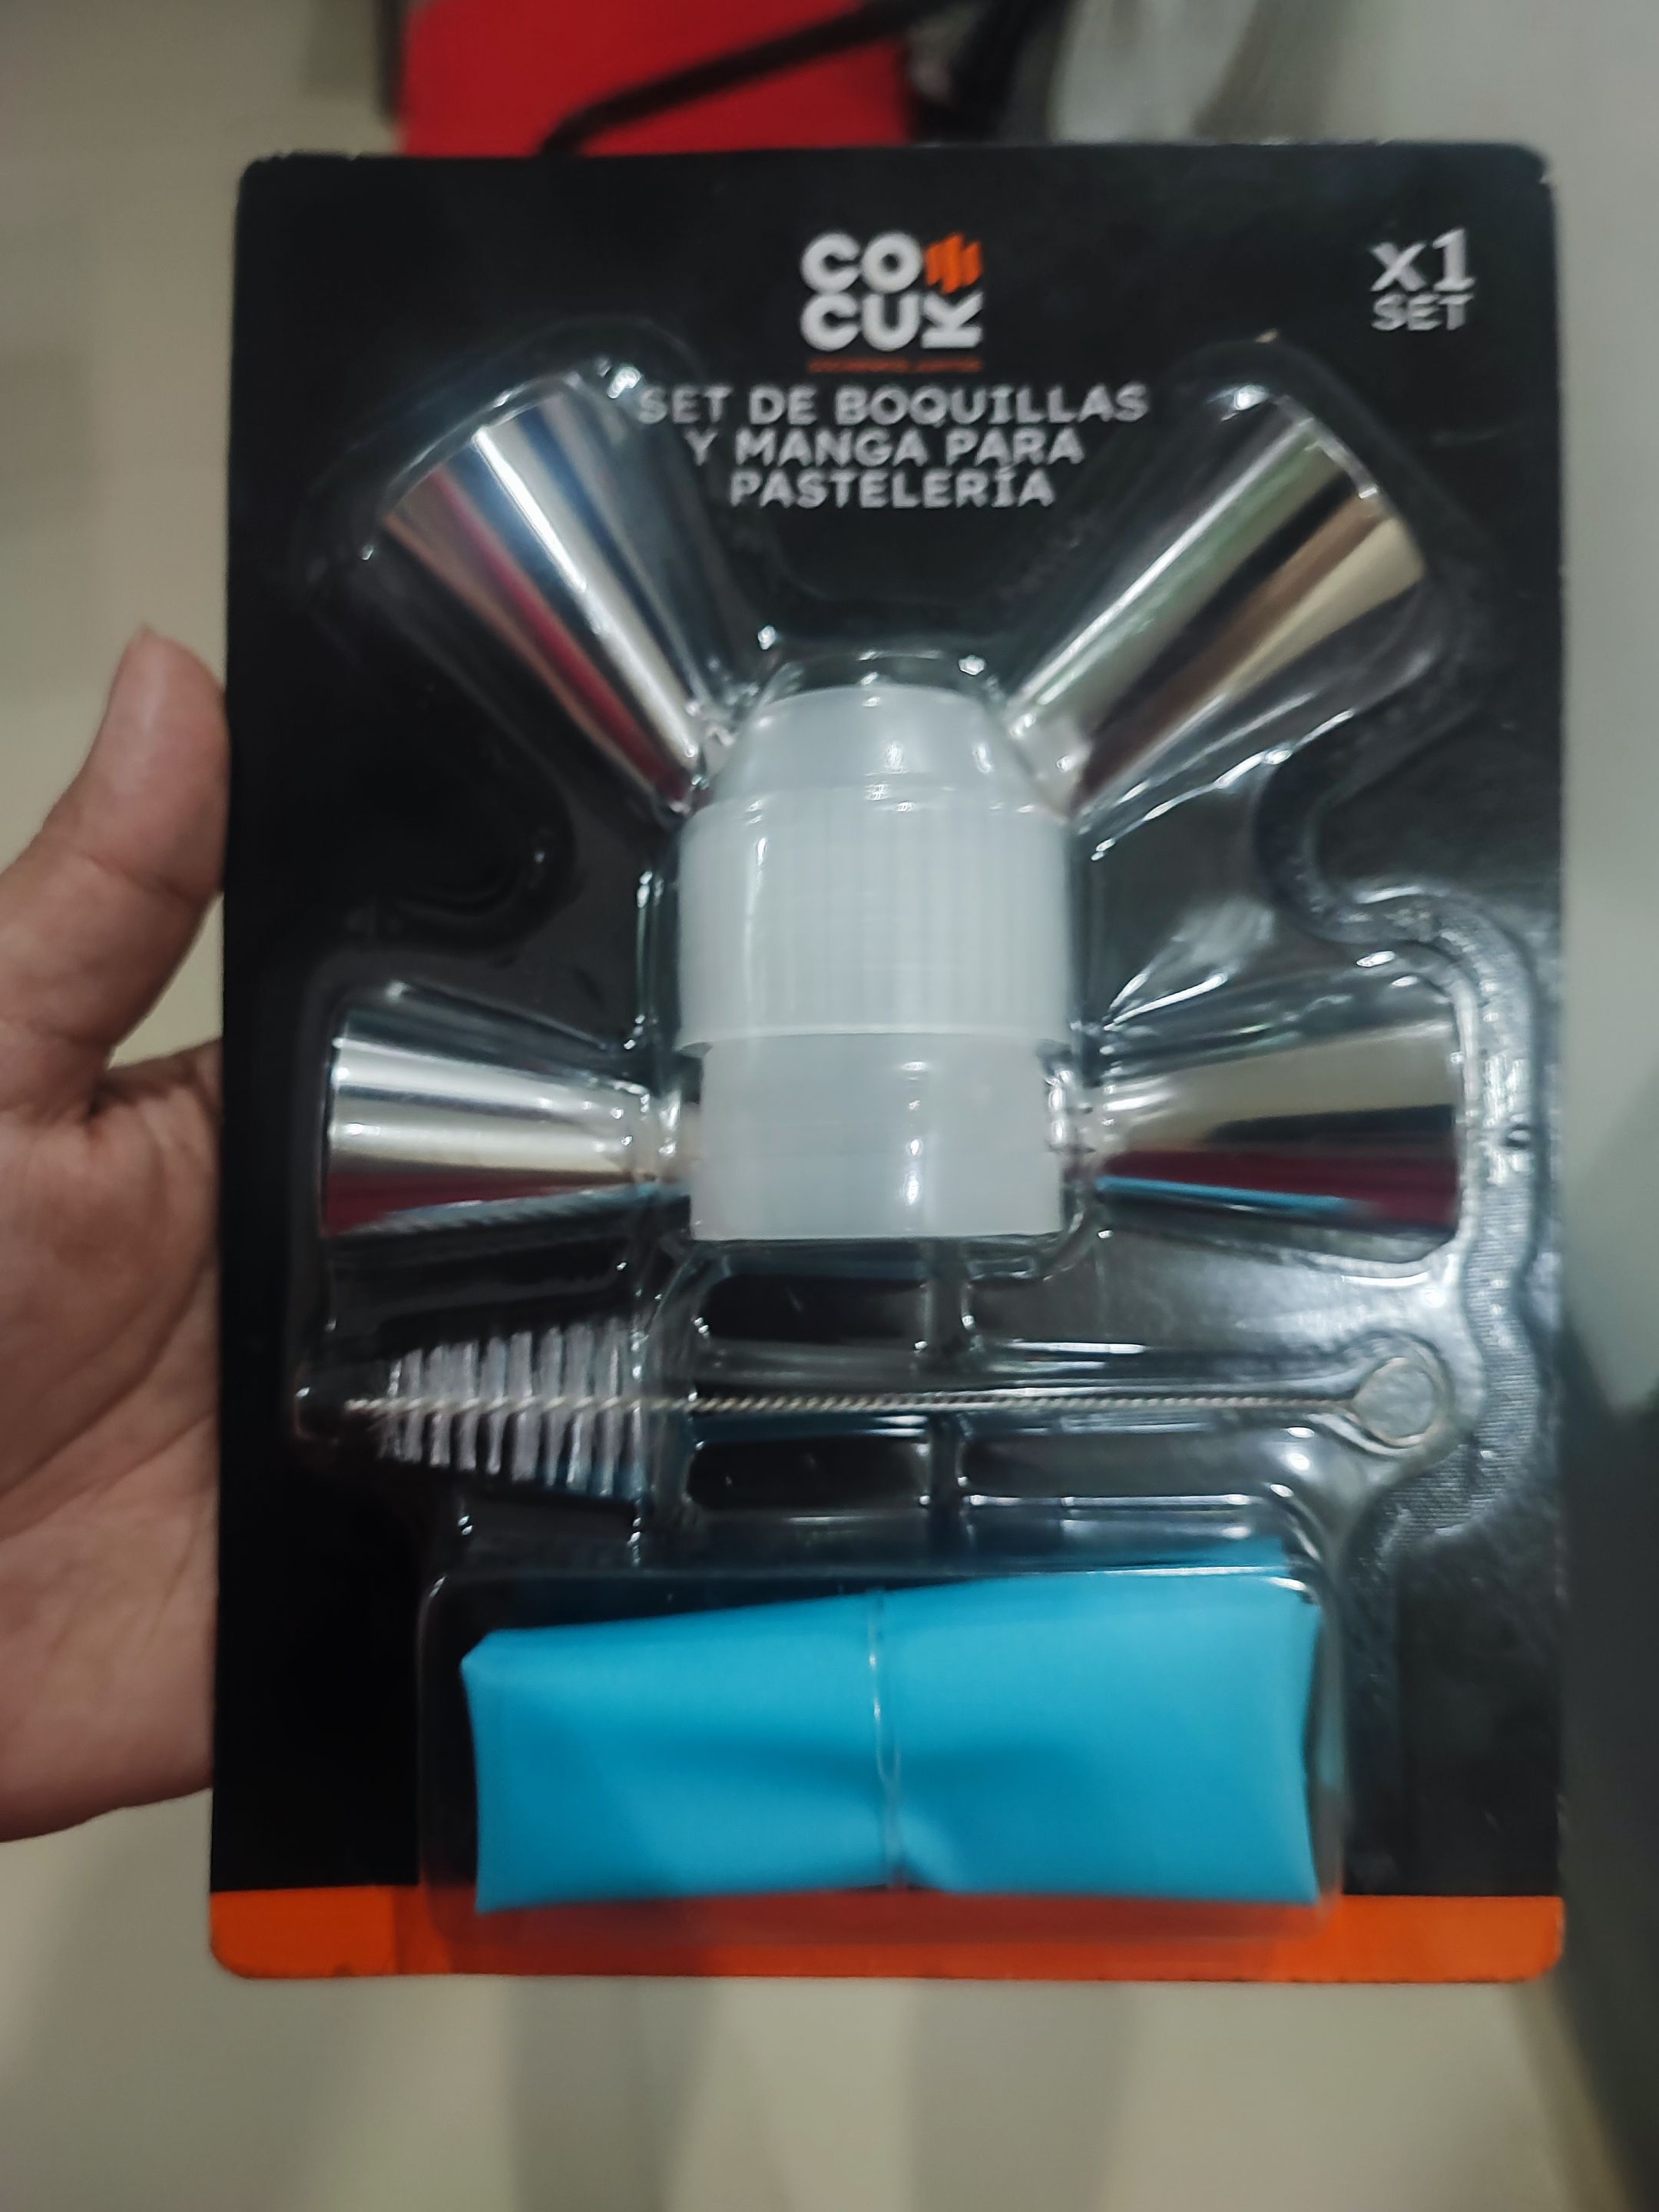 CO
CUK
x1
SET
SET DE BOQUILLAS
Y MANGA PARA
PASTELERÍA